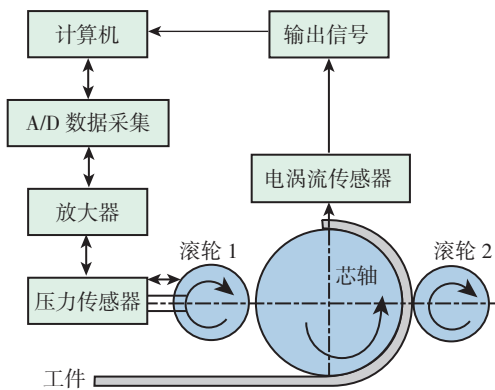 计算机
输出信号
A/D 数据采集
电涡流传感器
放大器
滚轮 1
滚轮 2
芯轴
压力传感器
工件